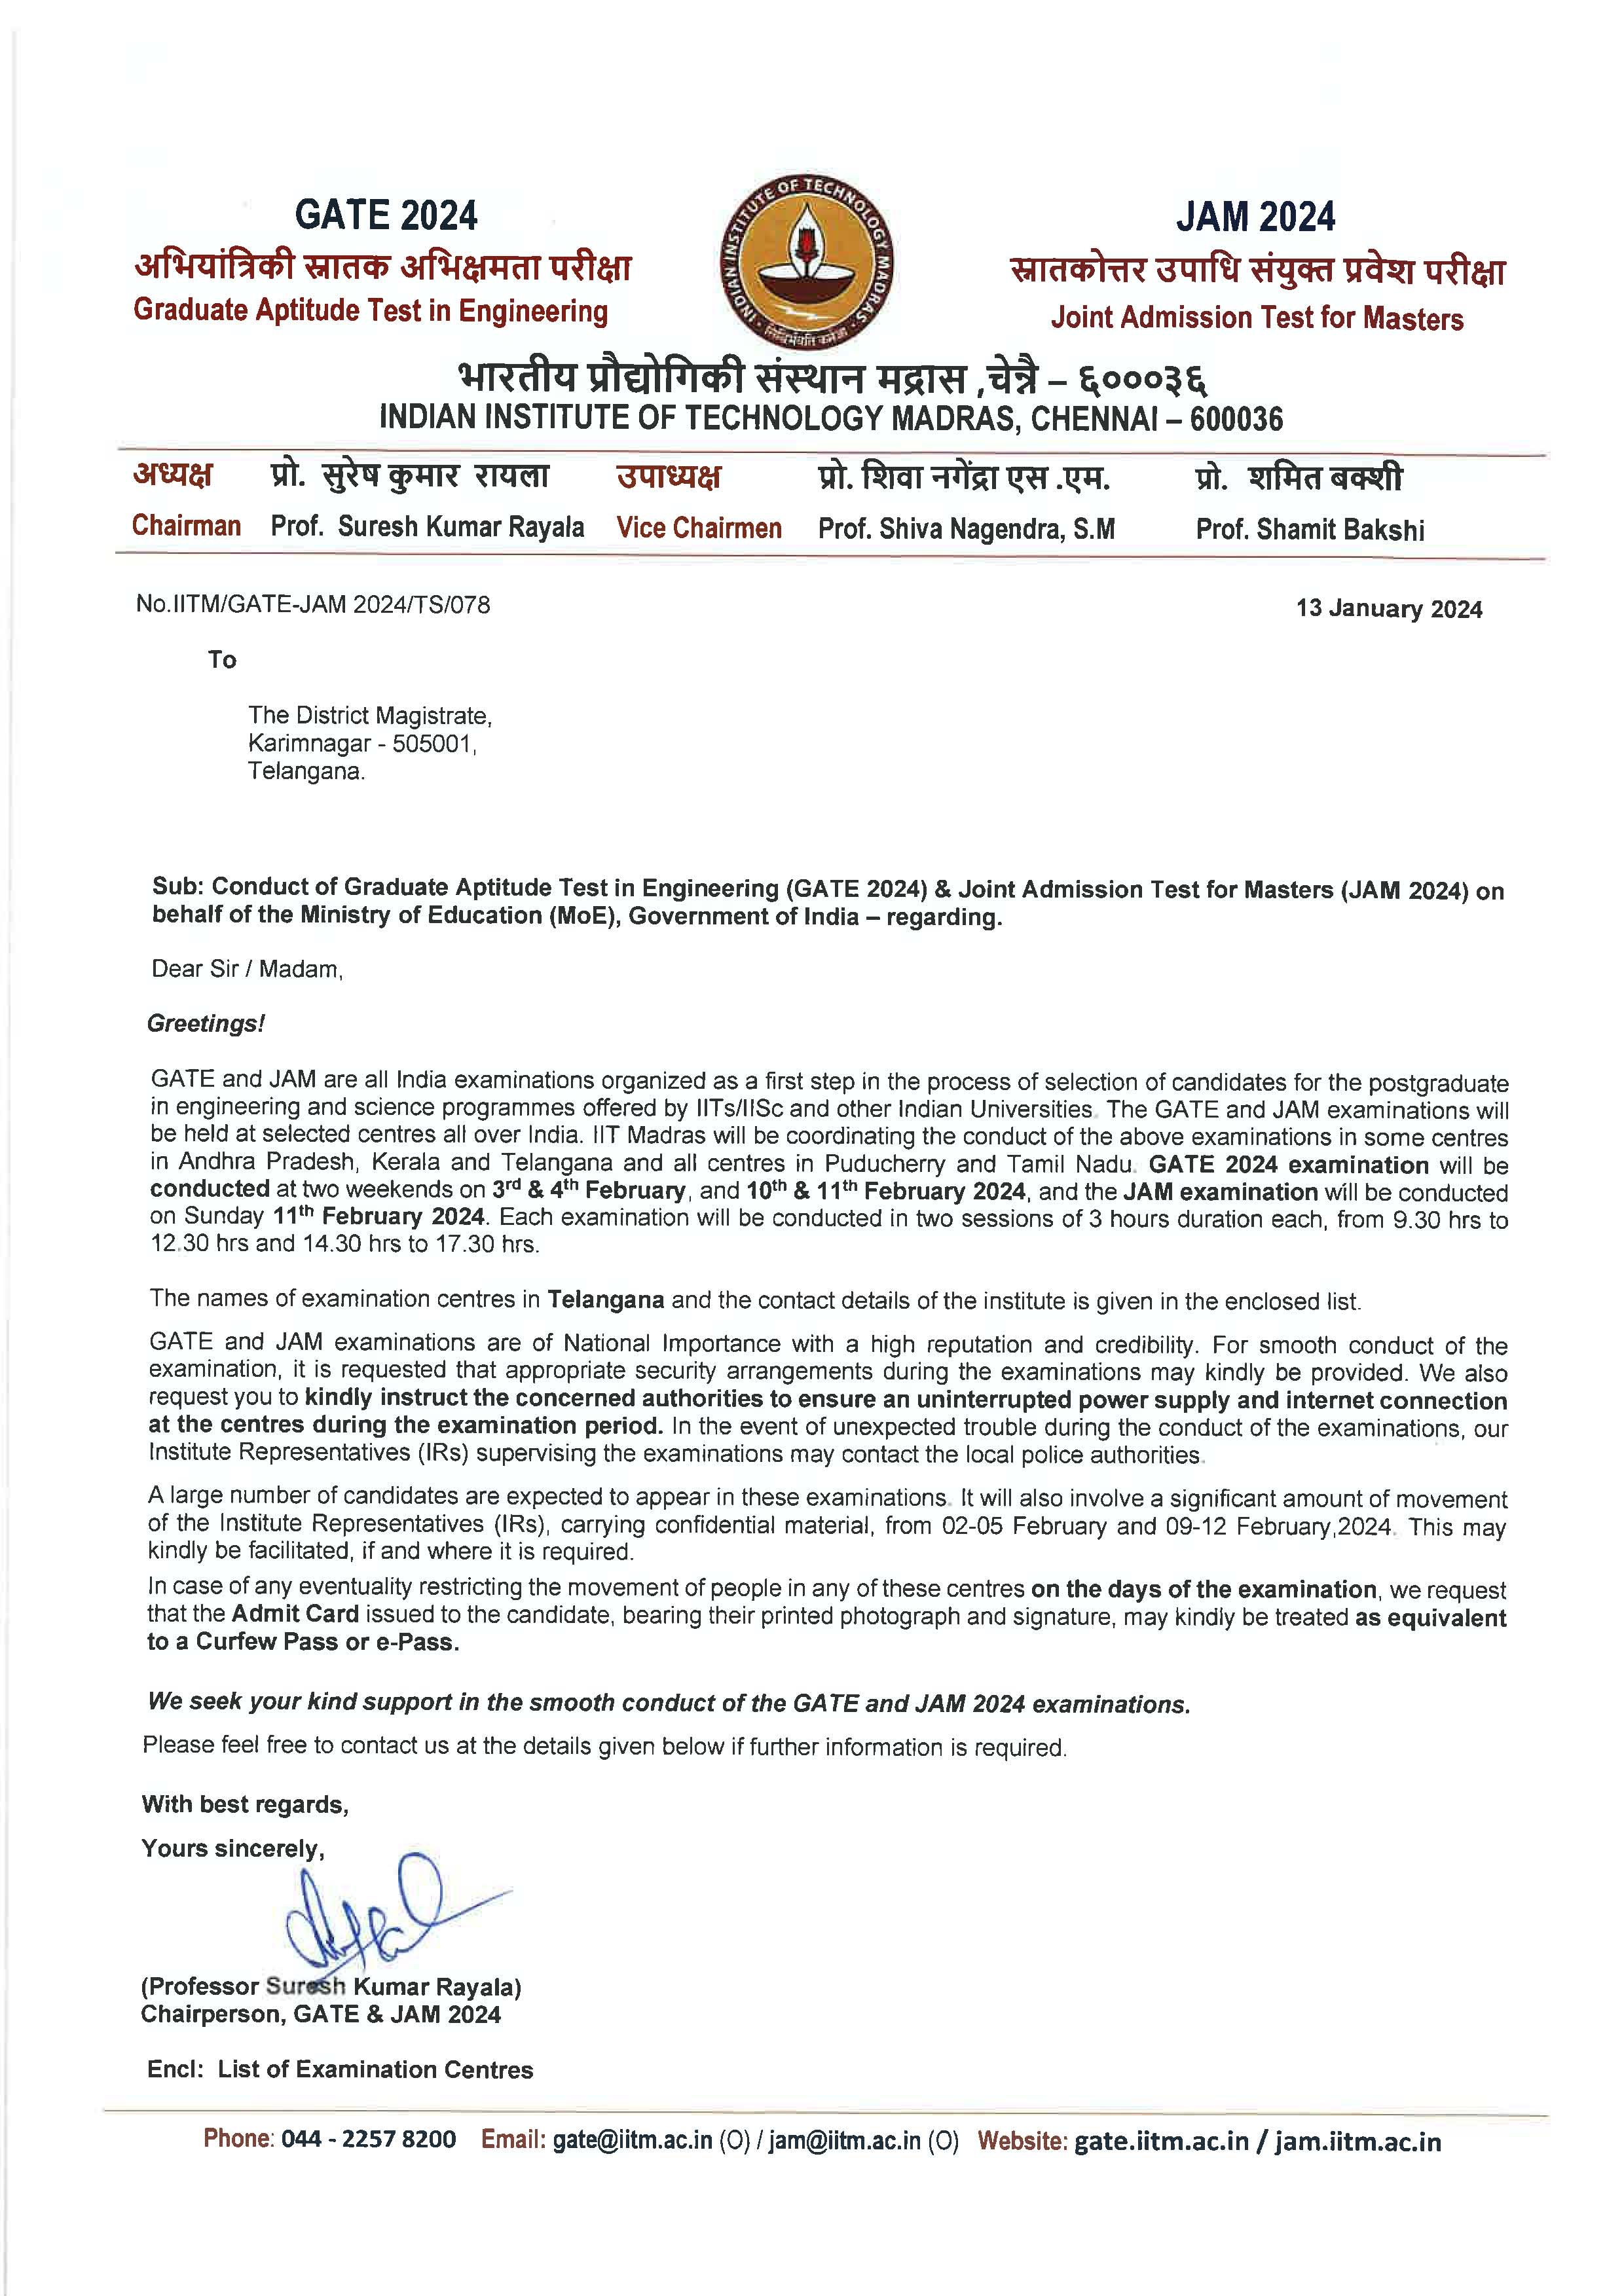 GATE 2024
अभियांत्रिकी स्नातक अभिक्षमता परीक्षा
Graduate Aptitude Test in Engineering
INDIAN INSTITUTE OF TECHNOLOGY MADRAS
JAM 2024
स्नातकोत्तर उपाधि संयुक्त प्रवेश परीक्षा
Joint Admission Test for Masters
भारतीय प्रौद्योगिकी संस्थान मद्रास ,चेन्नै – ६०००३६
INDIAN INSTITUTE OF TECHNOLOGY MADRAS, CHENNAI – 600036
अध्यक्ष प्रो. सुरेष कुमार रायला उपाध्यक्ष प्रो. शिवा नगेंद्रा एस .एम. प्रो. शमित बक्शी
Chairman Prof. Suresh Kumar Rayala Vice Chairmen Prof. Shiva Nagendra, S.M Prof. Shamit Bakshi
No.IITM/GATE-JAM 2024/TS/078 13 January 2024
To
The District Magistrate,
Karimnagar - 505001,
Telangana.
Sub: Conduct of Graduate Aptitude Test in Engineering (GATE 2024) & Joint Admission Test for Masters (JAM 2024) on
behalf of the Ministry of Education (MoE), Government of India – regarding.
Dear Sir / Madam,
Greetings!
GATE and JAM are all India examinations organized as a first step in the process of selection of candidates for the postgraduate
in engineering and science programmes offered by IITs/IISc and other Indian Universities. The GATE and JAM examinations will
be held at selected centres all over India. IIT Madras will be coordinating the conduct of the above examinations in some centres
in Andhra Pradesh, Kerala and Telangana and all centres in Puducherry and Tamil Nadu. GATE 2024 examination will be
conducted at two weekends on 3rd & 4th February, and 10th & 11th February 2024, and the JAM examination will be conducted
on Sunday 11th February 2024. Each examination will be conducted in two sessions of 3 hours duration each, from 9.30 hrs to
12.30 hrs and 14.30 hrs to 17.30 hrs.
The names of examination centres in Telangana and the contact details of the institute is given in the enclosed list.
GATE and JAM examinations are of National Importance with a high reputation and credibility. For smooth conduct of the
examination, it is requested that appropriate security arrangements during the examinations may kindly be provided. We also
request you to kindly instruct the concerned authorities to ensure an uninterrupted power supply and internet connection
at the centres during the examination period. In the event of unexpected trouble during the conduct of the examinations, our
Institute Representatives (IRs) supervising the examinations may contact the local police authorities.
A large number of candidates are expected to appear in these examinations. It will also involve a significant amount of movement
of the Institute Representatives (IRs), carrying confidential material, from 02-05 February and 09-12 February,2024. This may
kindly be facilitated, if and where it is required.
In case of any eventuality restricting the movement of people in any of these centres on the days of the examination, we request
that the Admit Card issued to the candidate, bearing their printed photograph and signature, may kindly be treated as equivalent
to a Curfew Pass or e-Pass.
We seek your kind support in the smooth conduct of the GATE and JAM 2024 examinations.
Please feel free to contact us at the details given below if further information is required.
With best regards,
Yours sincerely,
(Professor Suresh Kumar Rayala)
Chairperson, GATE & JAM 2024
Encl: List of Examination Centres
Phone: 044 - 2257 8200 Email: gate@iitm.ac.in (O) / jam@iitm.ac.in (O) Website: gate.iitm.ac.in / jam.iitm.ac.in